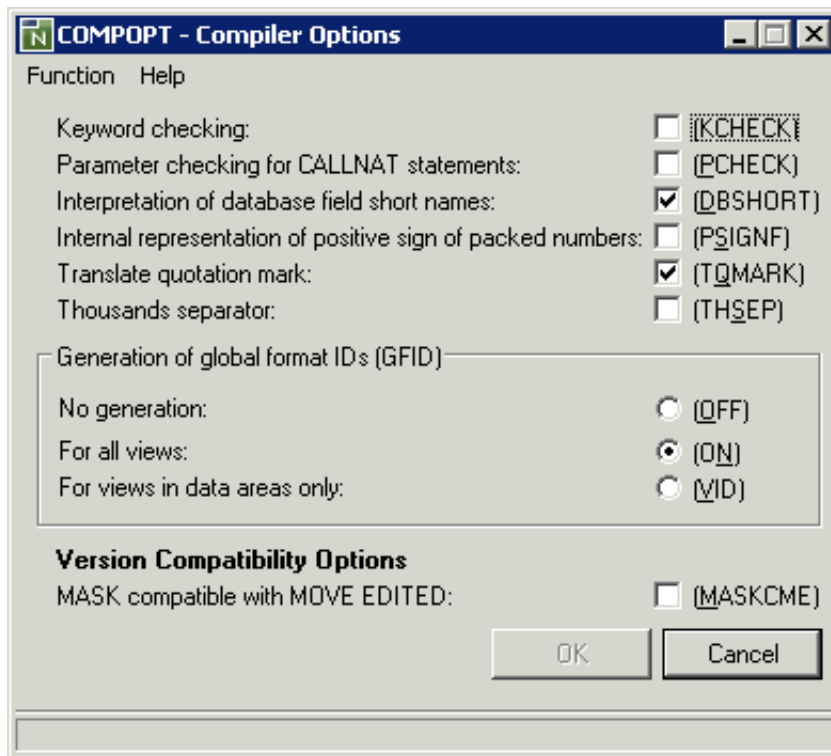 COMPOPT - Compiler Options
Function Help
Keyword checking: (KCHECK)
Parameter checking for CALLNAT statements: (PCHECK)
Interpretation of database field short names: (DBSHORT)
Internal representation of positive sign of packed numbers: (PSIGNF)
Translate quotation mark: (TQMARK)
Thousands separator: (THSEP)
Generation of global format IDs (GFID)
No generation: (OFF)
For all views: (ON)
For views in data areas only: (VID)
Version Compatibility Options
MASK compatible with MOVE EDITED: (MASKCME)
OK Cancel